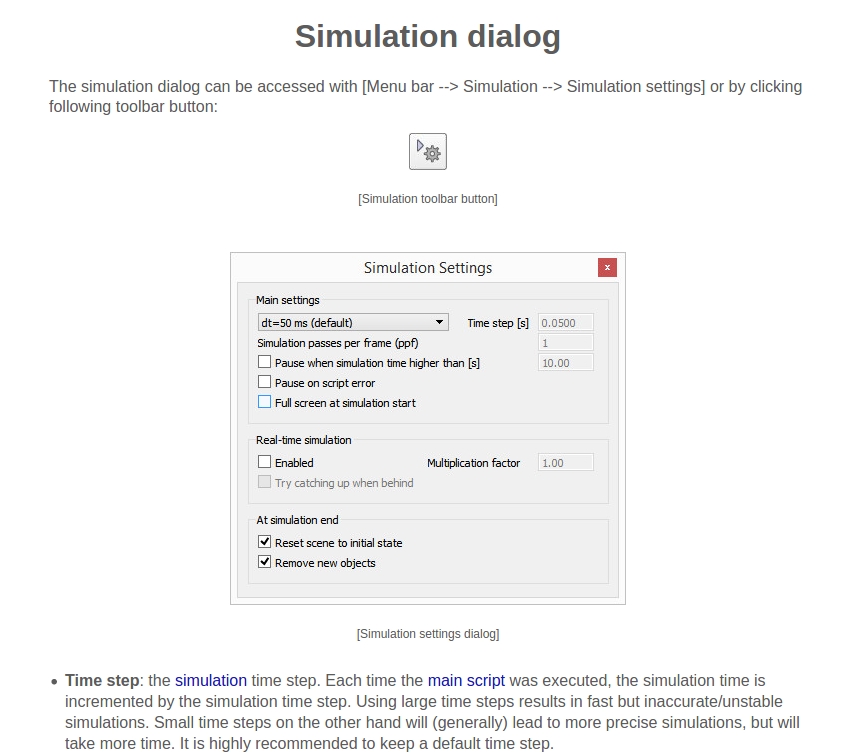 Simulation dialog
The simulation dialog can be accessed with [Menu bar --> Simulation --> Simulation settings] or by clicking
following toolbar button:
[Simulation toolbar button]
Simulation Settings
x
Main settings
dt=50 ms (default)
Time step [s]
0.0500
Simulation passes per frame (ppf)
1
Pause when simulation time higher than [s]
10.00
Pause on script error
Full screen at simulation start
Real-time simulation
Enabled
Multiplication factor
1.00
Try catching up when behind
At simulation end
Reset scene to initial state
Remove new objects
[Simulation settings dialog]
• Time step: the simulation time step. Each time the main script was executed, the simulation time is
incremented by the simulation time step. Using large time steps results in fast but inaccurate/unstable
simulations. Small time steps on the other hand will (generally) lead to more precise simulations, but will
take more time. It is highly recommended to keep a default time step.